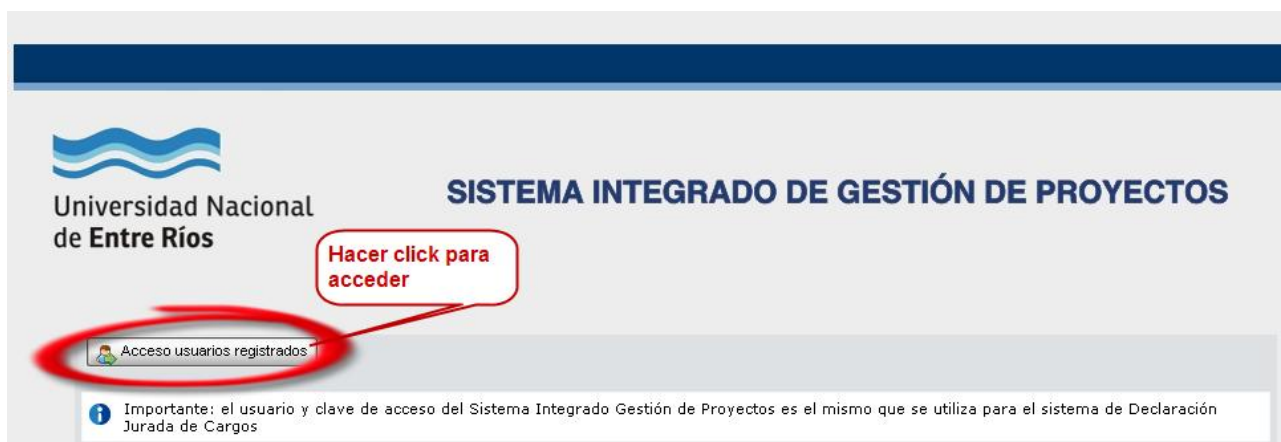 Universidad Nacional
de Entre Ríos
SISTEMA INTEGRADO DE GESTIÓN DE PROYECTOS
Hacer click para
acceder
Acceso usuarios registrados
Importante: el usuario y clave de acceso del Sistema Integrado Gestión de Proyectos es el mismo que se utiliza para el sistema de Declaración
Jurada de Cargos